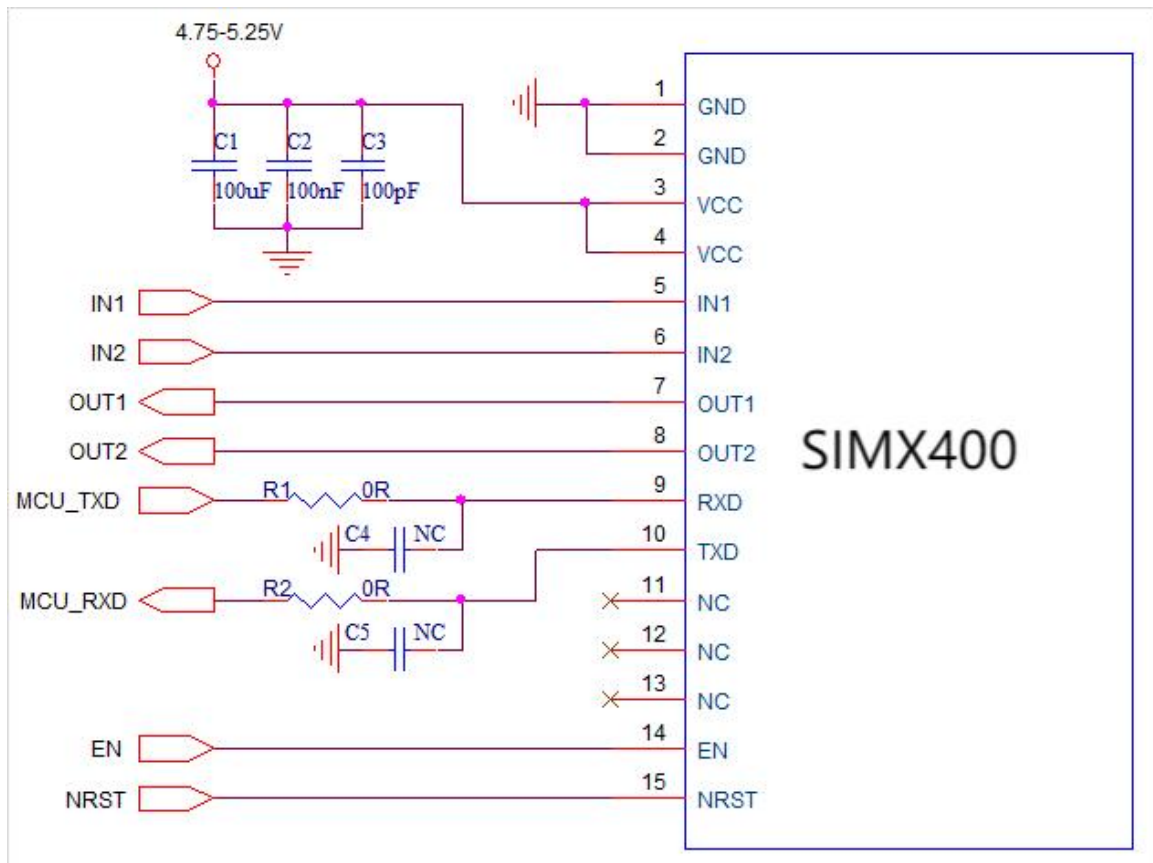 4.75-5.25V
C1
C2
C3
100uF
100nF
100pF
1
GND
2
GND
3
VCC
4
VCC
IN1
5
IN1
IN2
6
IN2
OUT1
7
OUT1
OUT2
8
OUT2
SIMX400
MCU_TXD
R1
0R
9
RXD
C4
NC
10
TXD
MCU_RXD
R2
0R
11
NC
C5
NC
12
NC
13
NC
EN
14
EN
NRST
15
NRST